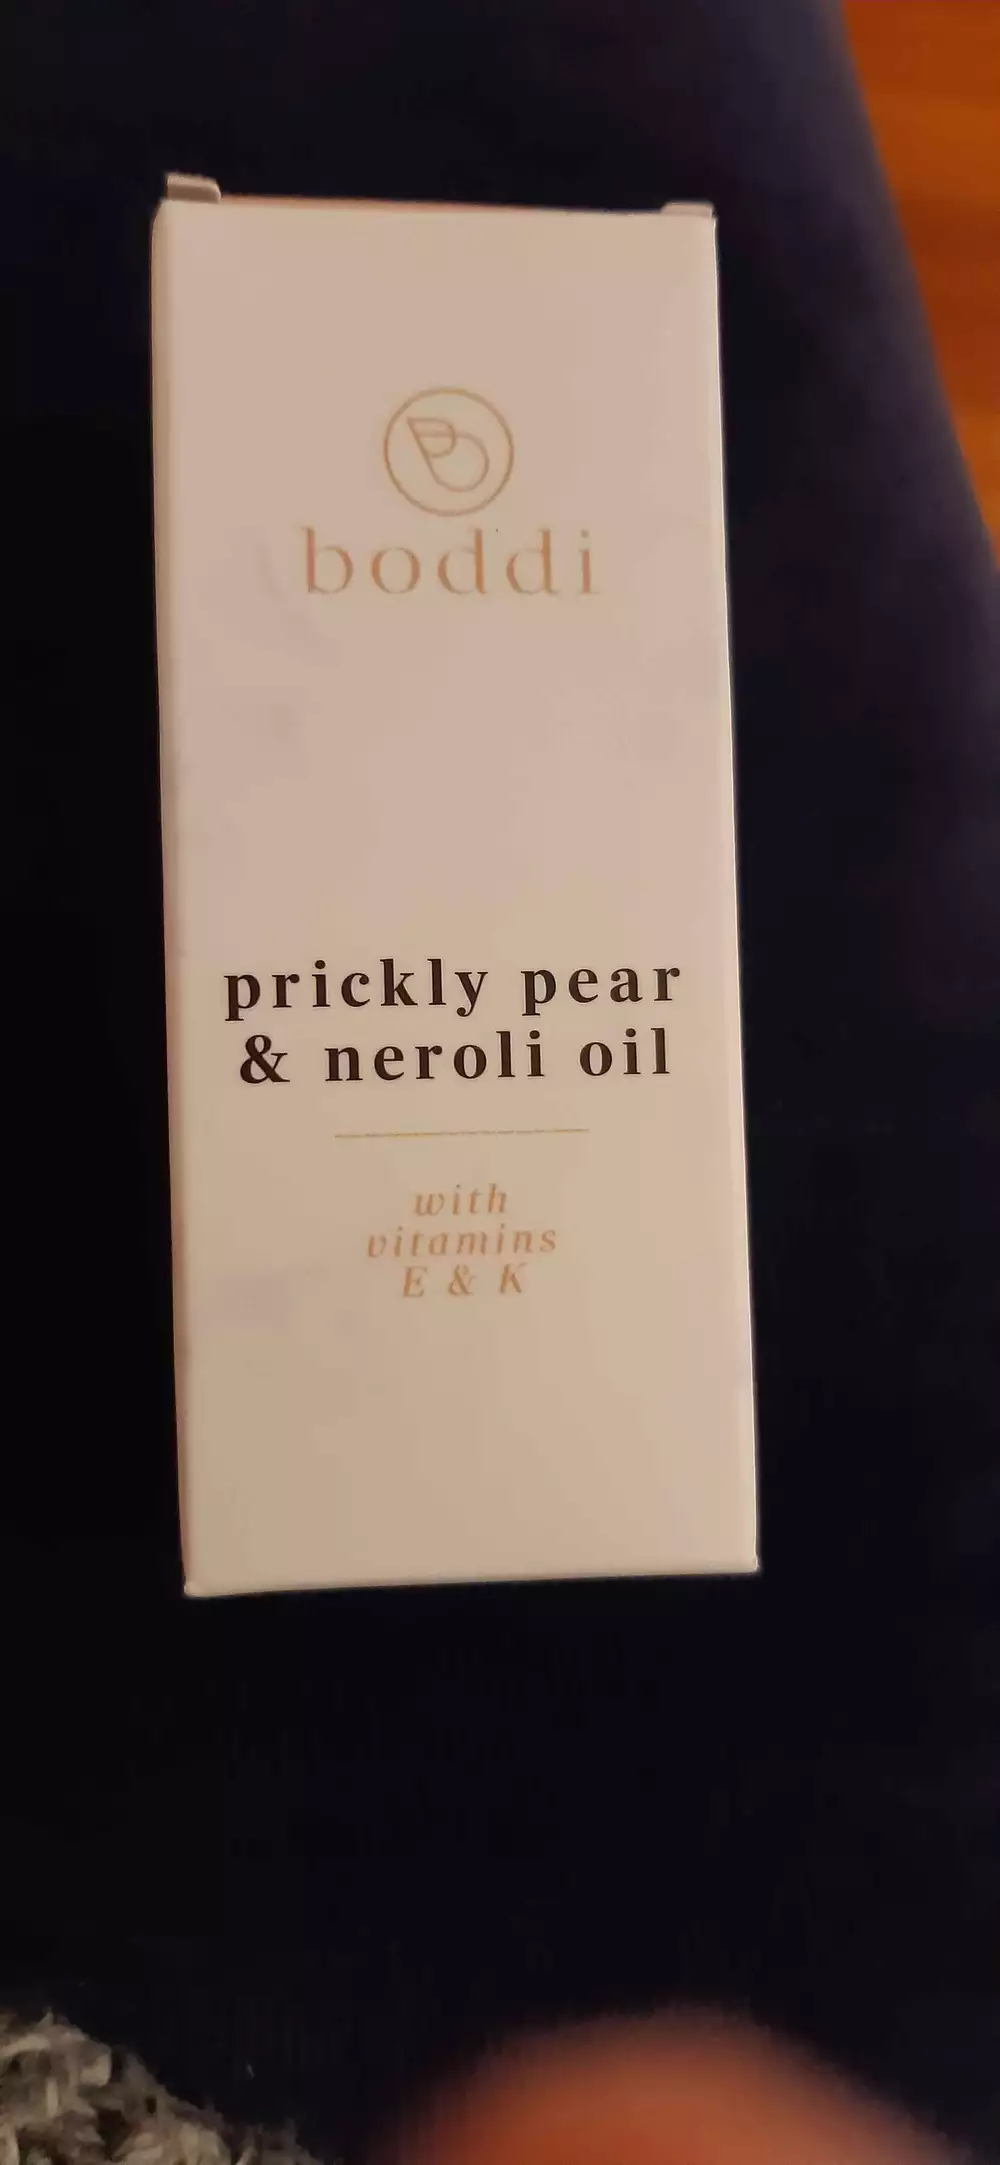 boddi
prickly pear
& neroli oil
with
vitamins
E & K